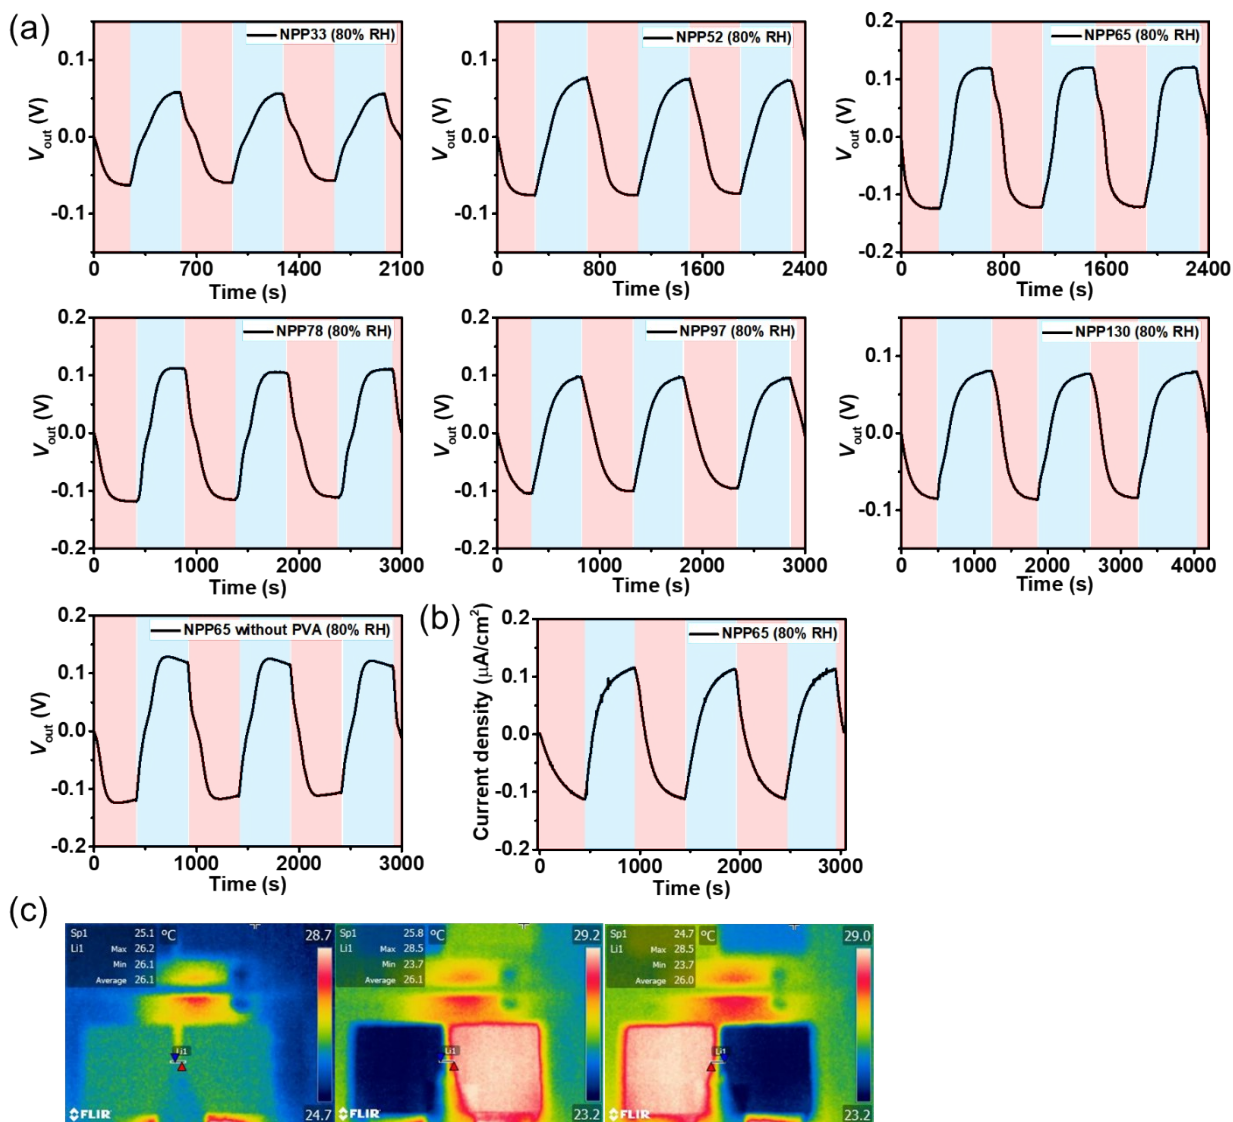 (a)
NPP33 (80% RH)
0.1
0.0
-0.1
Vout (V)
0 700 1400 2100
Time (s)
NPP52 (80% RH)
0.1
0.0
-0.1
Vout (V)
0 800 1600 2400
Time (s)
NPP65 (80% RH)
0.2
0.1
0.0
-0.1
-0.2
Vout (V)
0 800 1600 2400
Time (s)
NPP78 (80% RH)
0.2
0.1
0.0
-0.1
-0.2
Vout (V)
0 1000 2000 3000
Time (s)
NPP97 (80% RH)
0.2
0.1
0.0
-0.1
-0.2
Vout (V)
0 1000 2000 3000
Time (s)
NPP130 (80% RH)
0.1
0.0
-0.1
Vout (V)
0 1000 2000 3000 4000
Time (s)
NPP65 without PVA (80% RH)
0.2
0.1
0.0
-0.1
-0.2
Vout (V)
0 1000 2000 3000
Time (s)
(b)
NPP65 (80% RH)
0.2
0.1
0.0
-0.1
-0.2
Current density (μA/cm²)
0 1000 2000 3000
Time (s)
(c)
Sp1 25.1
Li1 Max 26.2
Min 26.1
Average 26.1
°C
28.7
Li1
FLIR
24.7
Sp1 25.8
Li1 Max 28.5
Min 23.7
Average 26.1
°C
29.2
Li1
FLIR
23.2
Sp1 24.7
Li1 Max 28.5
Min 23.7
Average 26.0
°C
29.0
Li1
FLIR
23.2